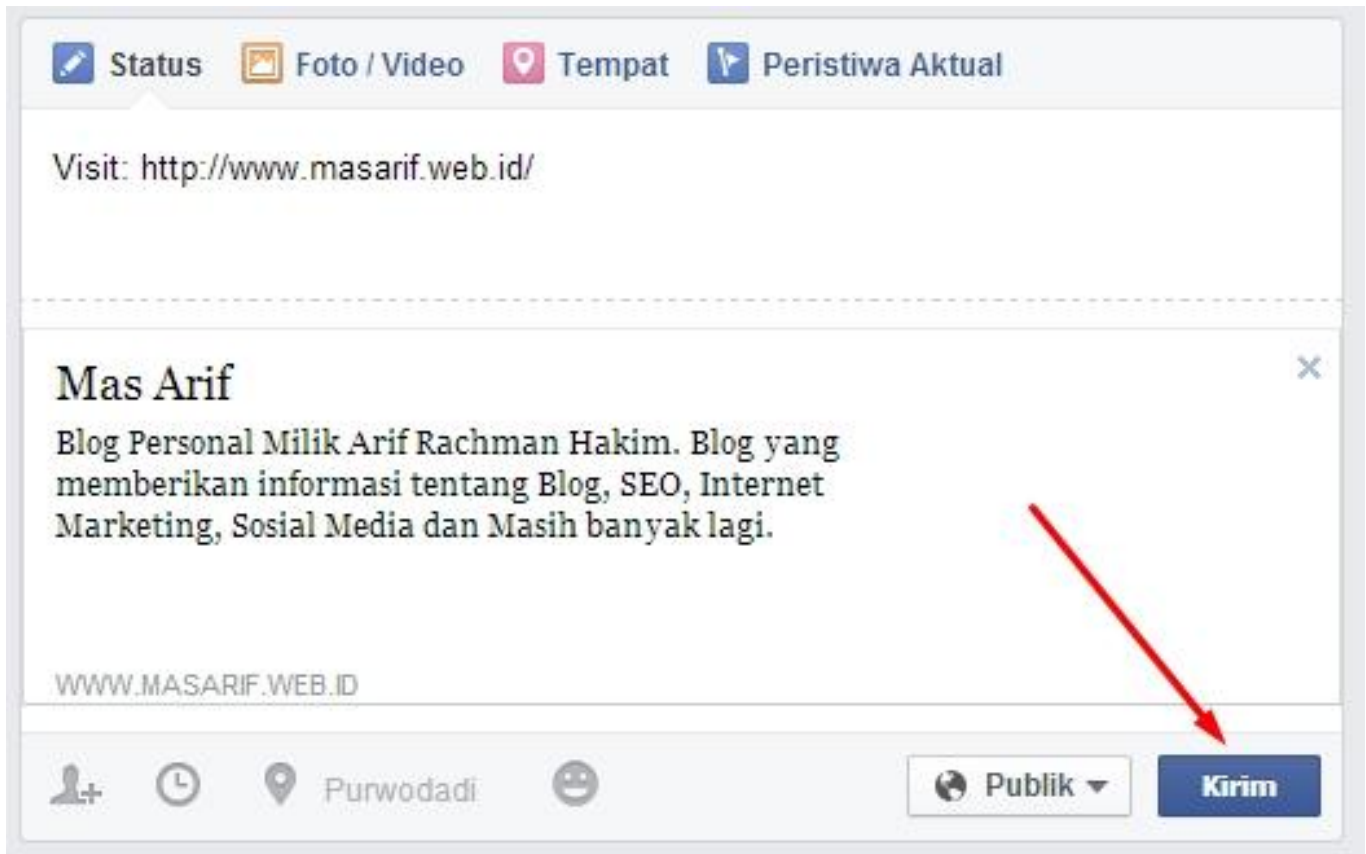 Status Foto / Video Tempat Peristiwa Aktual
Visit: http://www.masarif.web.id/
Mas Arif
Blog Personal Milik Arif Rachman Hakim. Blog yang
memberikan informasi tentang Blog, SEO, Internet
Marketing, Sosial Media dan Masih banyak lagi.
WWW.MASARIF.WEB.ID
Purwodadi Publik Kirim